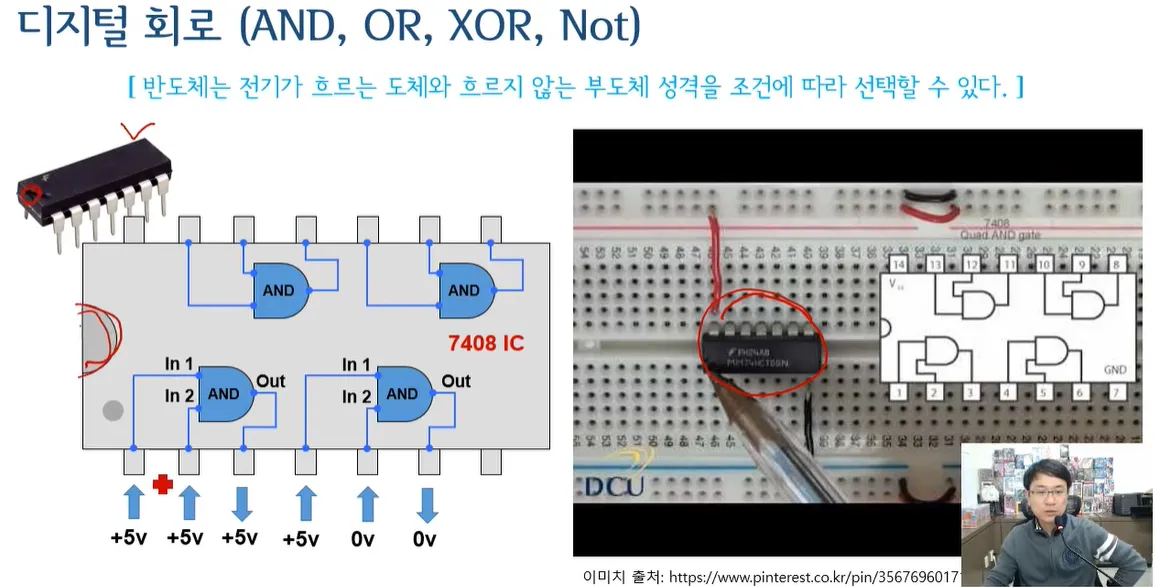 디지털 회로 (AND, OR, XOR, Not)
[ 반도체는 전기가 흐르는 도체와 흐르지 않는 부도체 성격을 조건에 따라 선택할 수 있다. ]
AND
AND
7408 IC
In 1
In 2
AND
Out
In 1
In 2
AND
Out
+5v
+5v
+5v
+5v
0v
0v
7408
Quad AND gate
14
13
12
11
10
9
8
Vcc
GND
1
2
3
4
5
6
7
DCU
이미치 출처: https://www.pinterest.co.kr/pin/3567696017